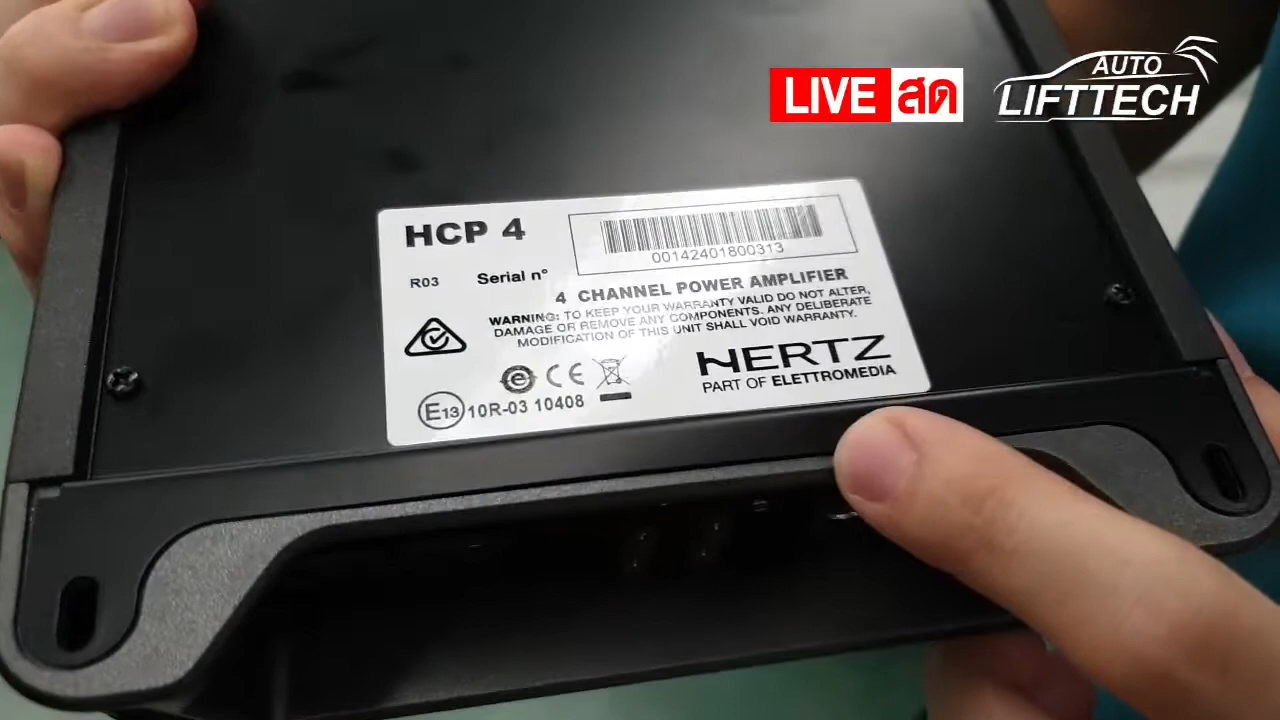 LIVE สด
AUTO
LIFTTECH
HCP 4
00142401800313
R03 Serial n°
4 CHANNEL POWER AMPLIFIER
WARNING: TO KEEP YOUR WARRANTY VALID DO NOT ALTER,
DAMAGE OR REMOVE ANY COMPONENTS. ANY DELIBERATE
MODIFICATION OF THIS UNIT SHALL VOID WARRANTY.
HERTZ
PART OF ELETTROMEDIA
e CE
E13 10R-03 10408